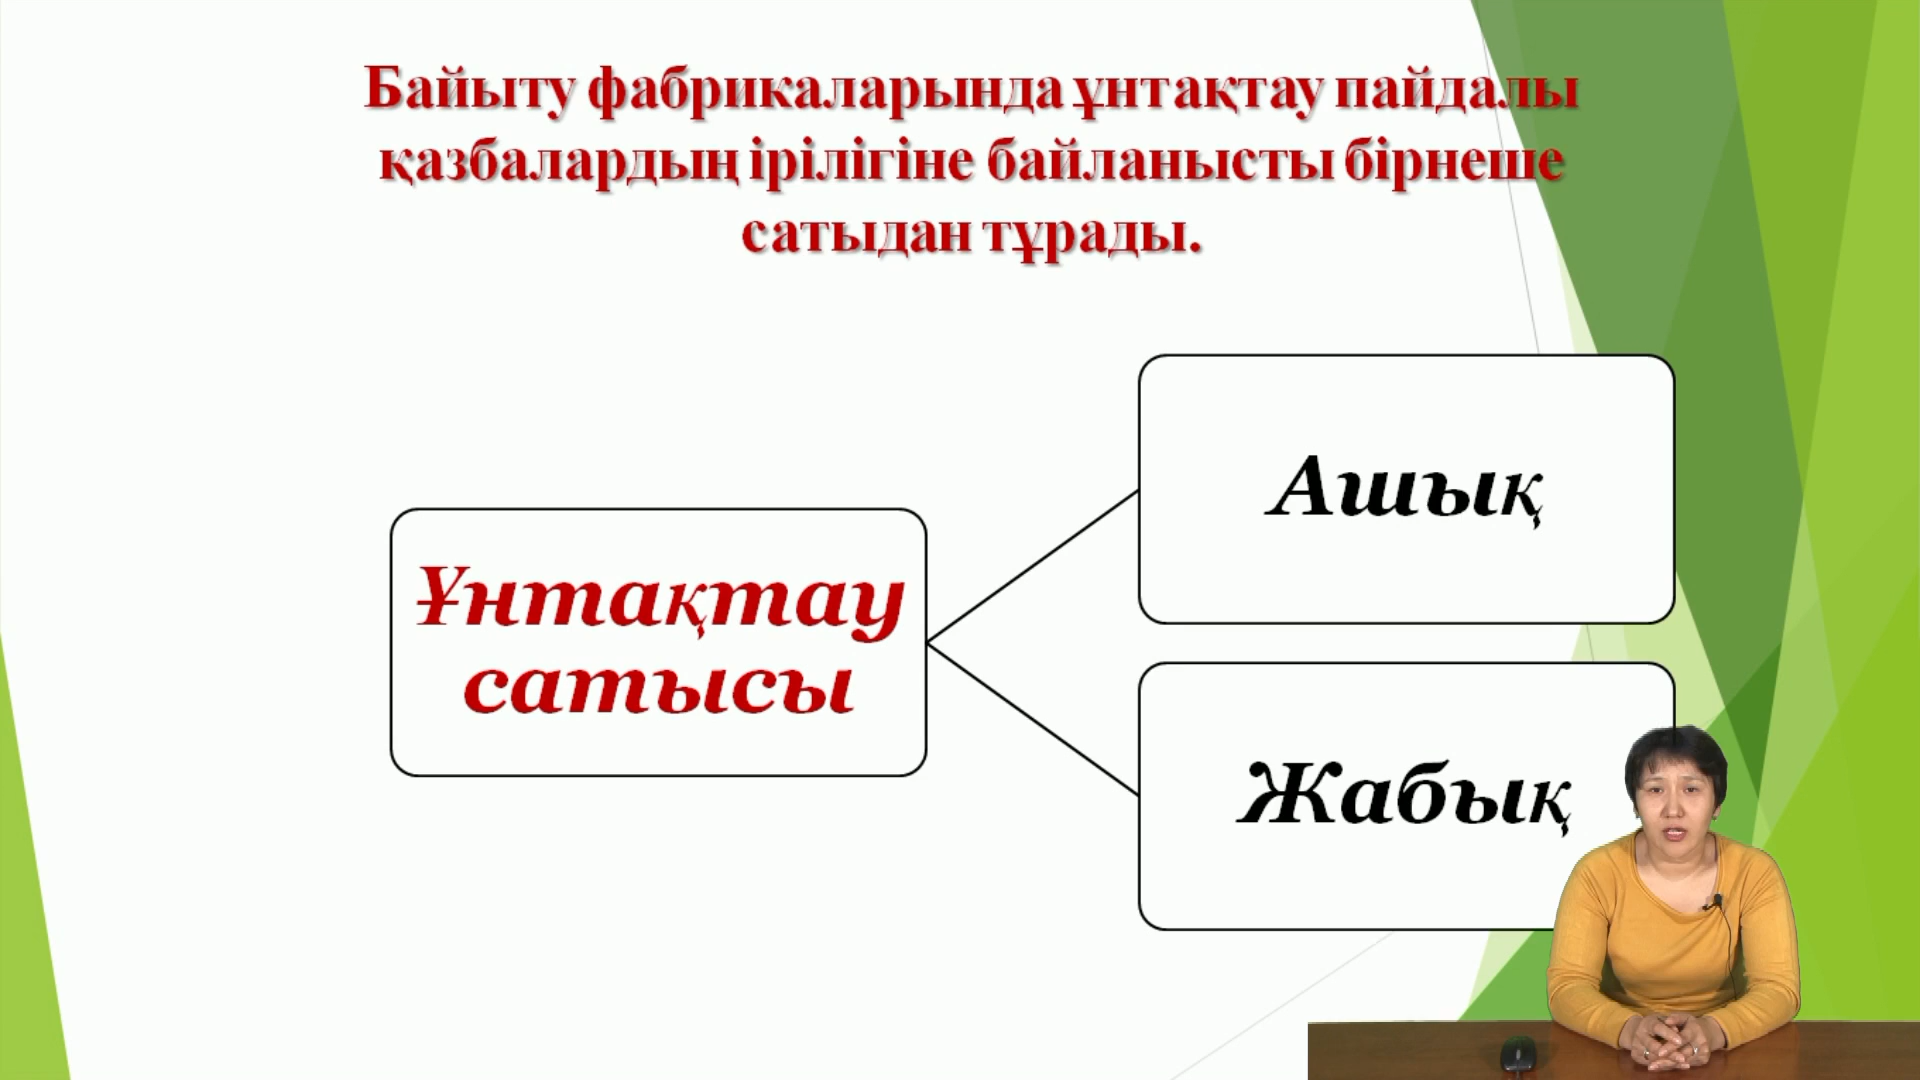 Байыту фабрикаларында ұнтақтау пайдалы
қазбалардың ірілігіне байланысты бірнеше
сатыдан тұрады.
Ұнтақтау
сатысы
Ашық
Жабық